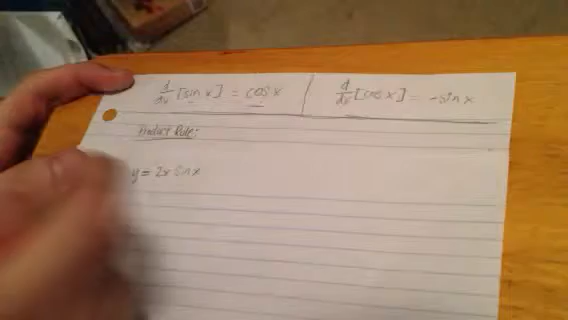 d/dx [sin x] = cos x
d/dx [cos x] = -sin x
Product Rule:
y = 2x sin x